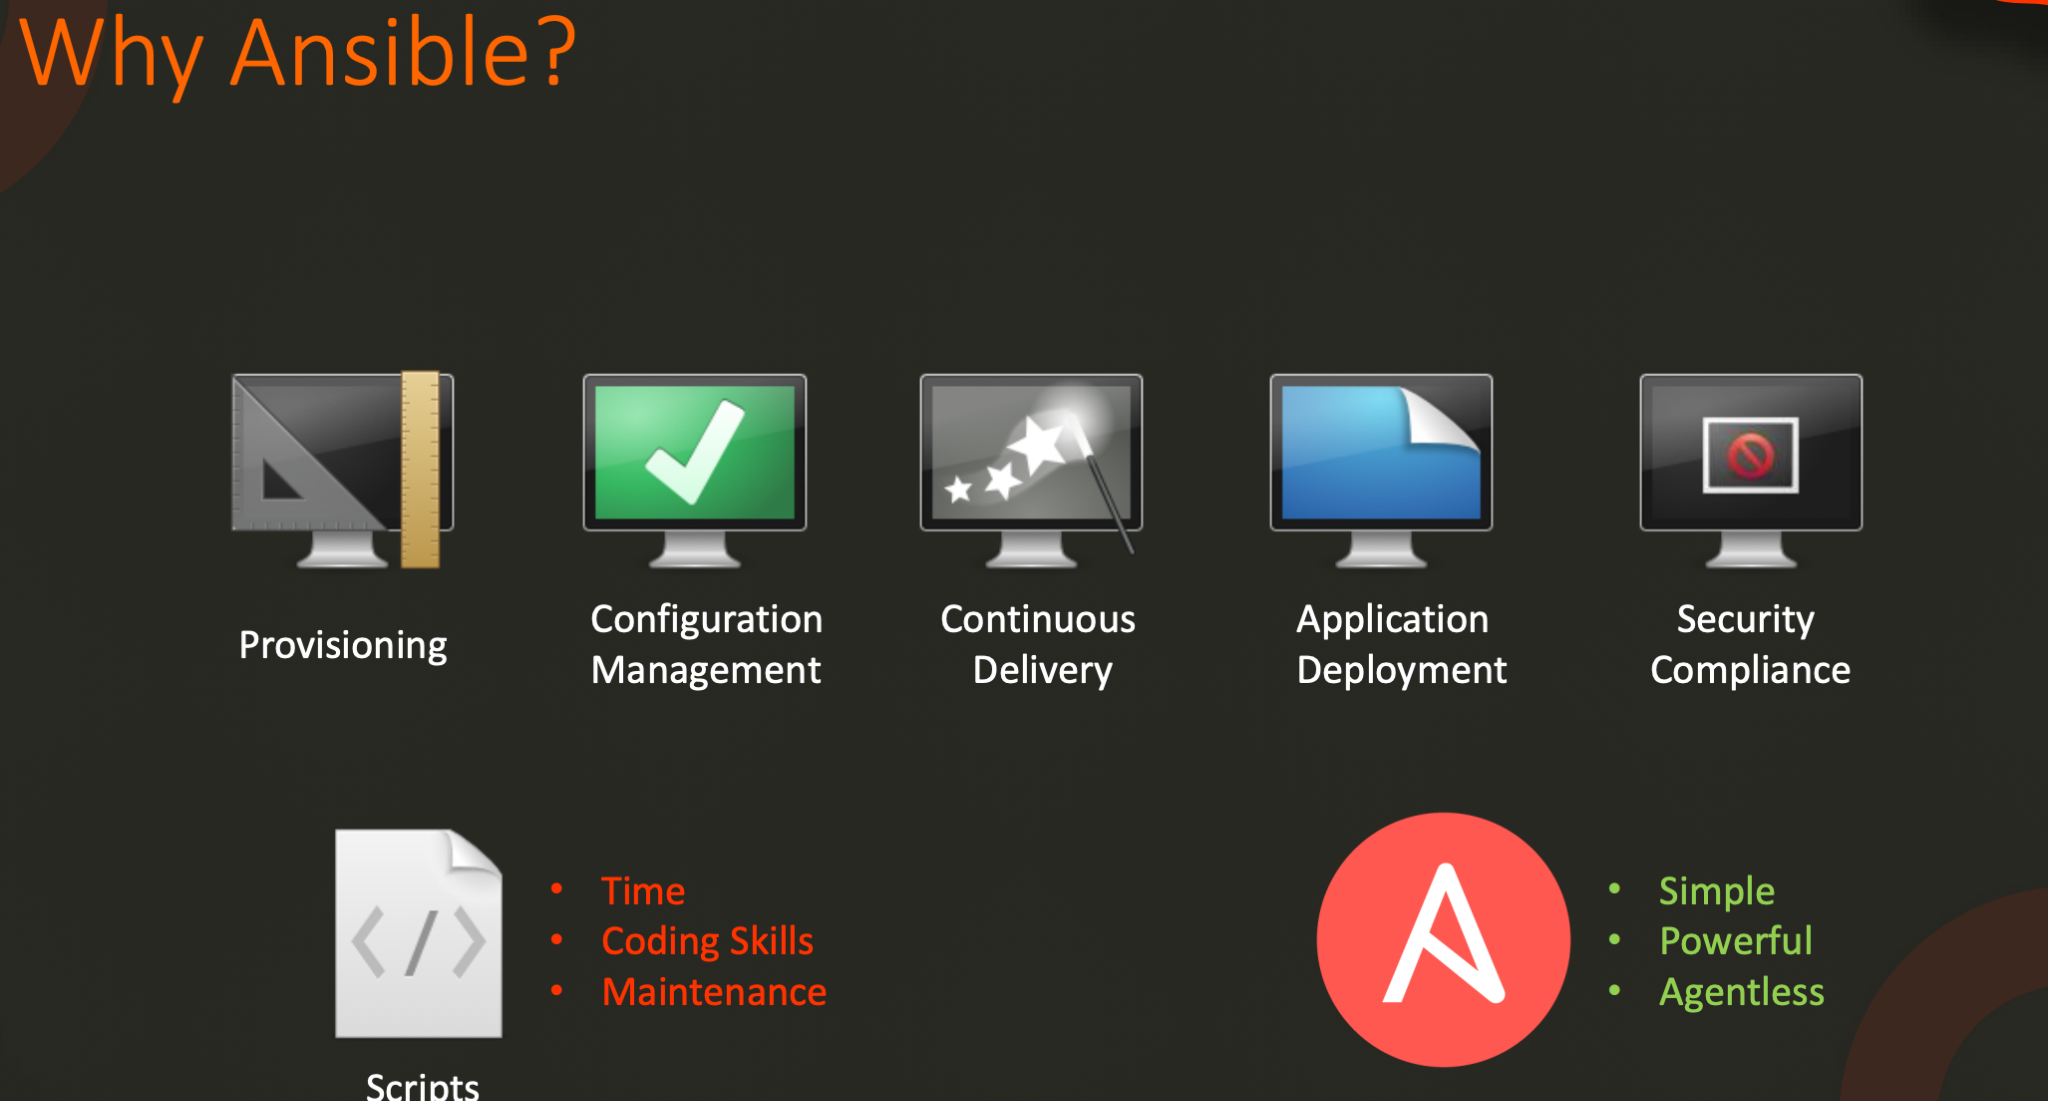 Why Ansible?
Provisioning
Configuration
Management
Continuous
Delivery
Application
Deployment
Security
Compliance
• Time
• Coding Skills
• Maintenance
Scripts
• Simple
• Powerful
• Agentless